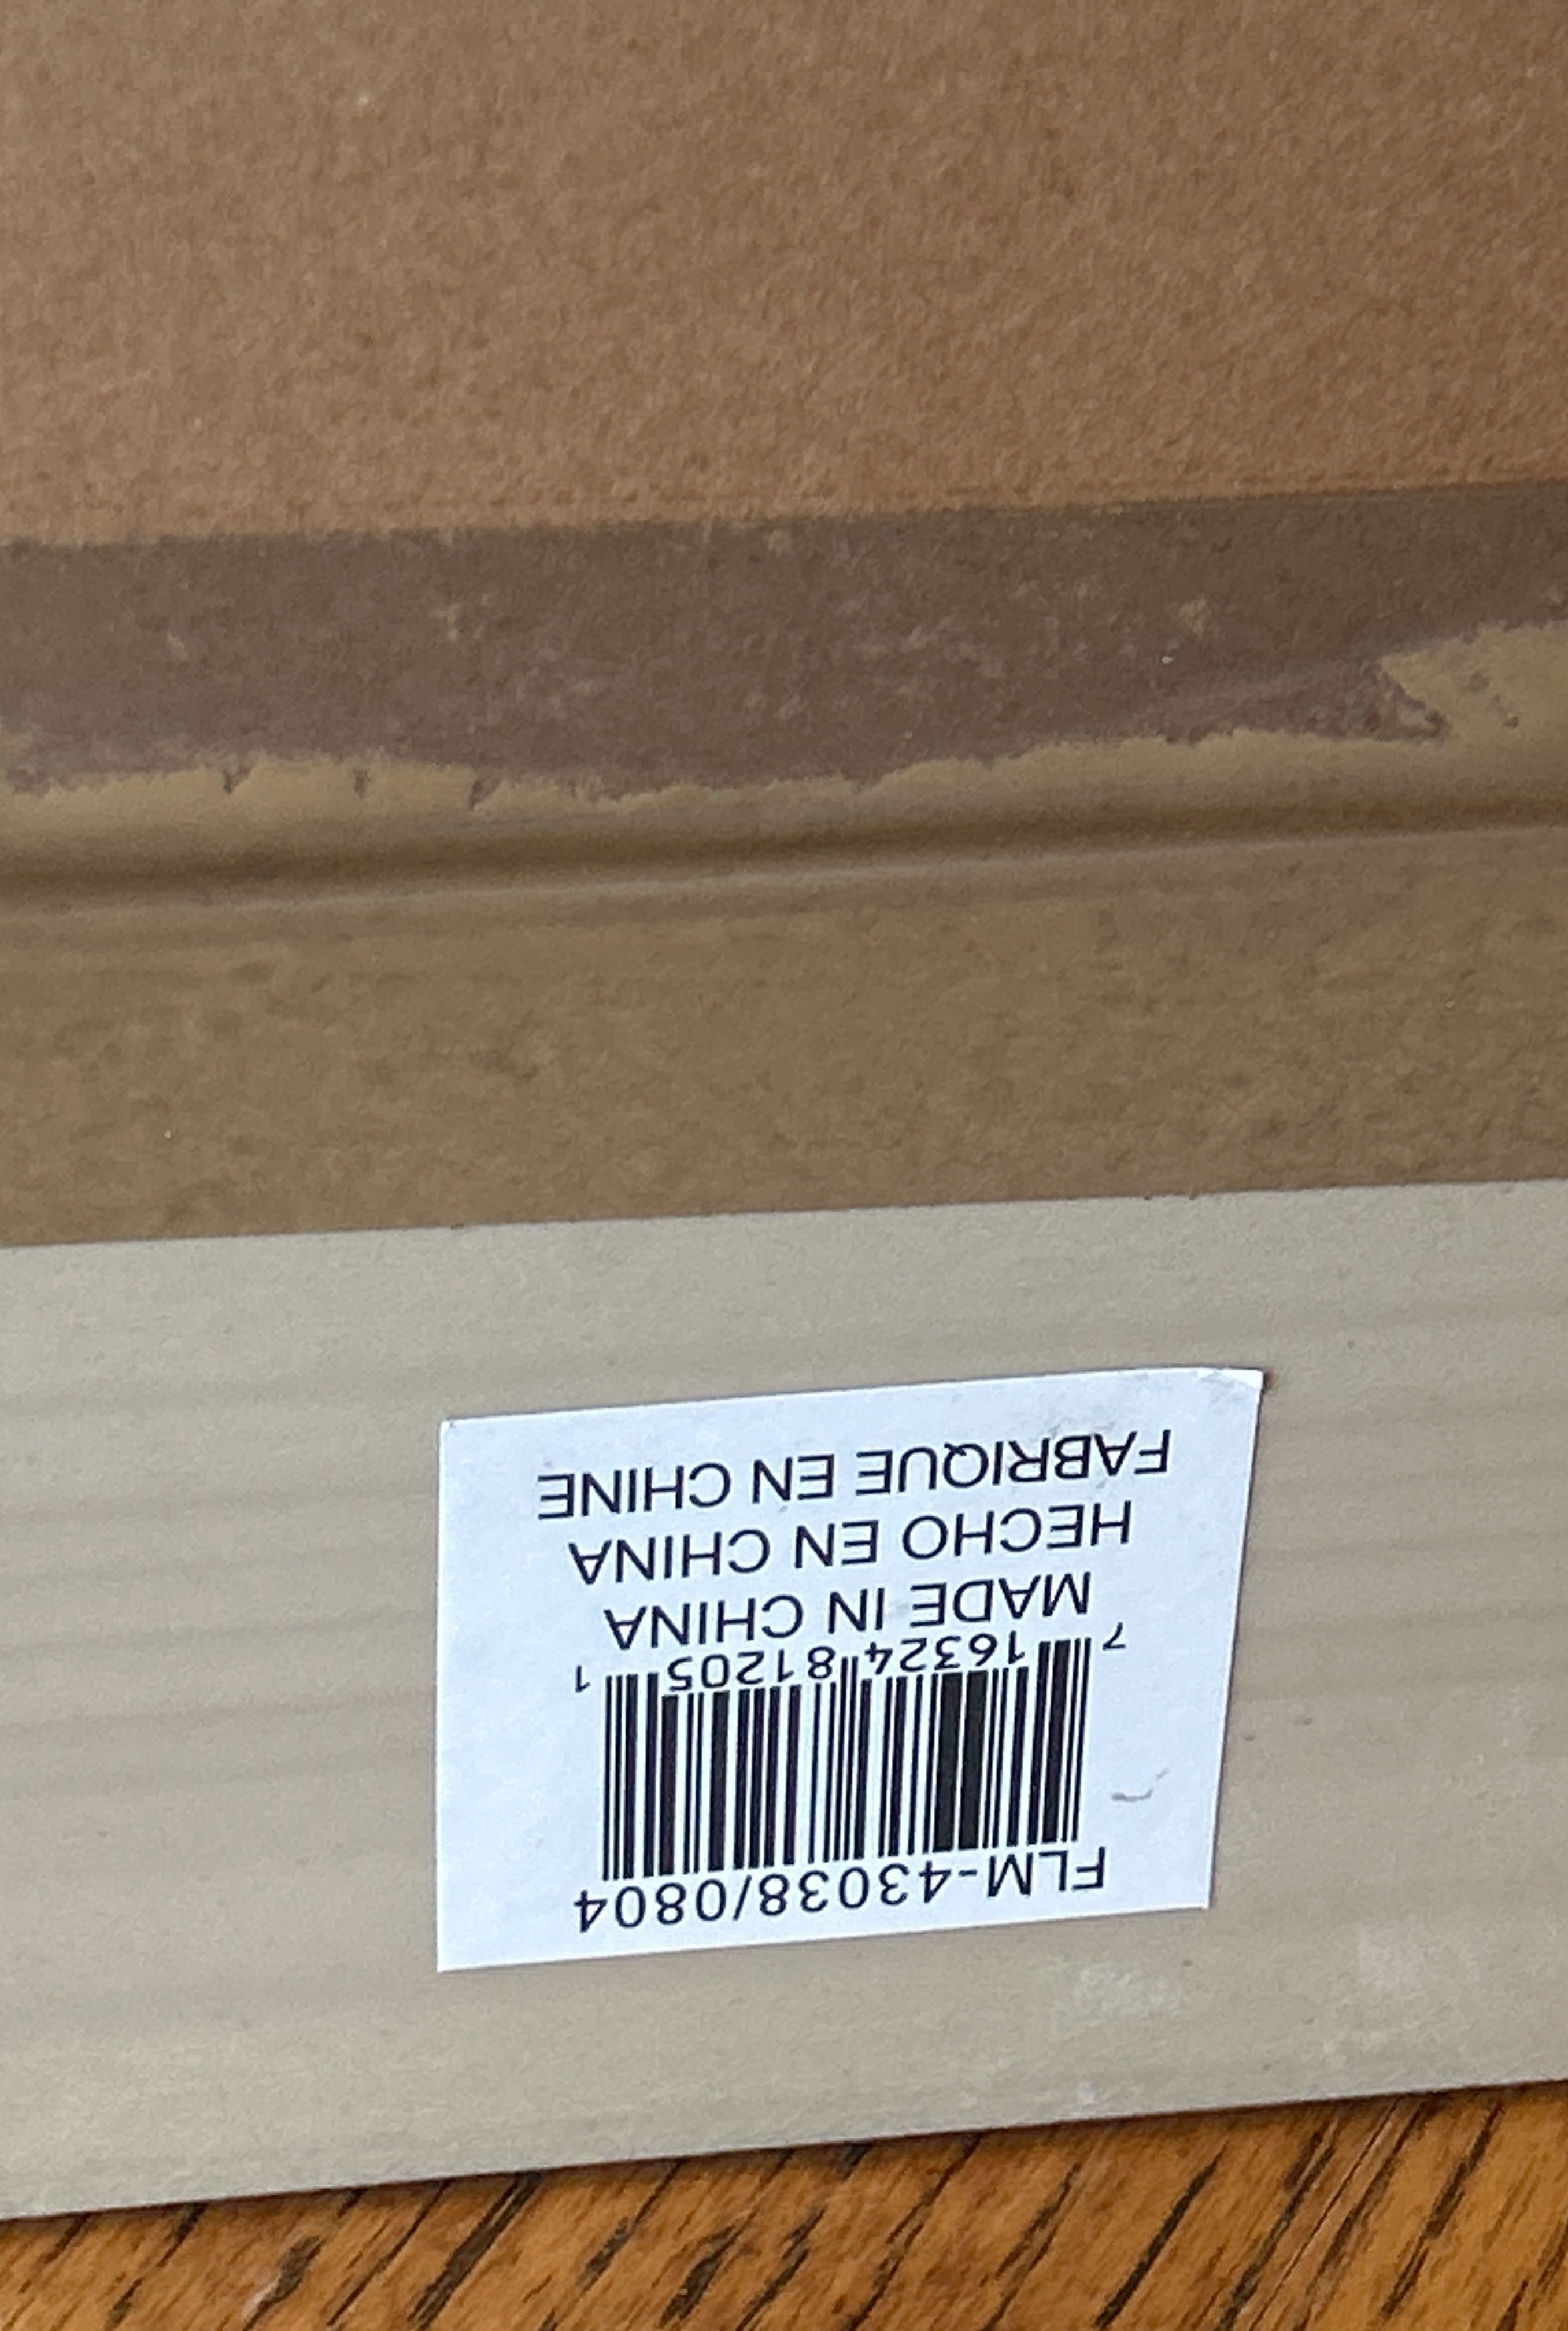 FLM-43038/0804
7 16324 81205 1
MADE IN CHINA
HECHO EN CHINA
FABRIQUE EN CHINE